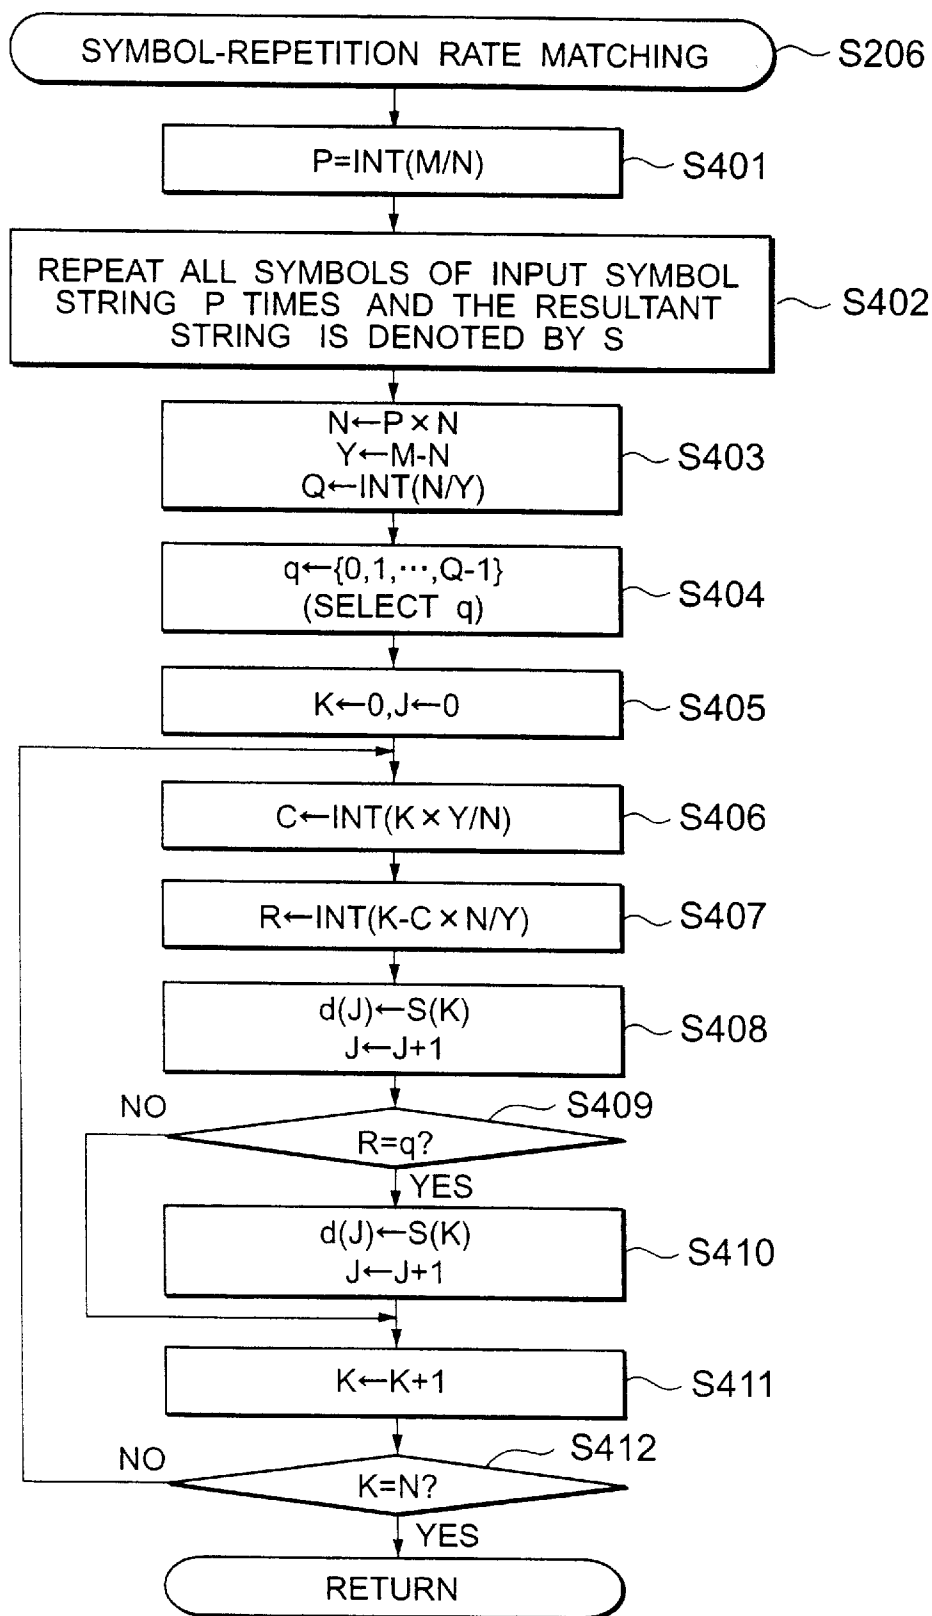 SYMBOL-REPETITION RATE MATCHING
S206
P=INT(M/N)
S401
REPEAT ALL SYMBOLS OF INPUT SYMBOL
STRING P TIMES AND THE RESULTANT
STRING IS DENOTED BY S
S402
N←P×N
Y←M-N
Q←INT(N/Y)
S403
q←{0,1,⋯,Q-1}
(SELECT q)
S404
K←0,J←0
S405
C←INT(K×Y/N)
S406
R←INT(K-C×N/Y)
S407
d(J)←S(K)
J←J+1
S408
S409
NO
R=q?
YES
d(J)←S(K)
J←J+1
S410
K←K+1
S411
S412
NO
K=N?
YES
RETURN